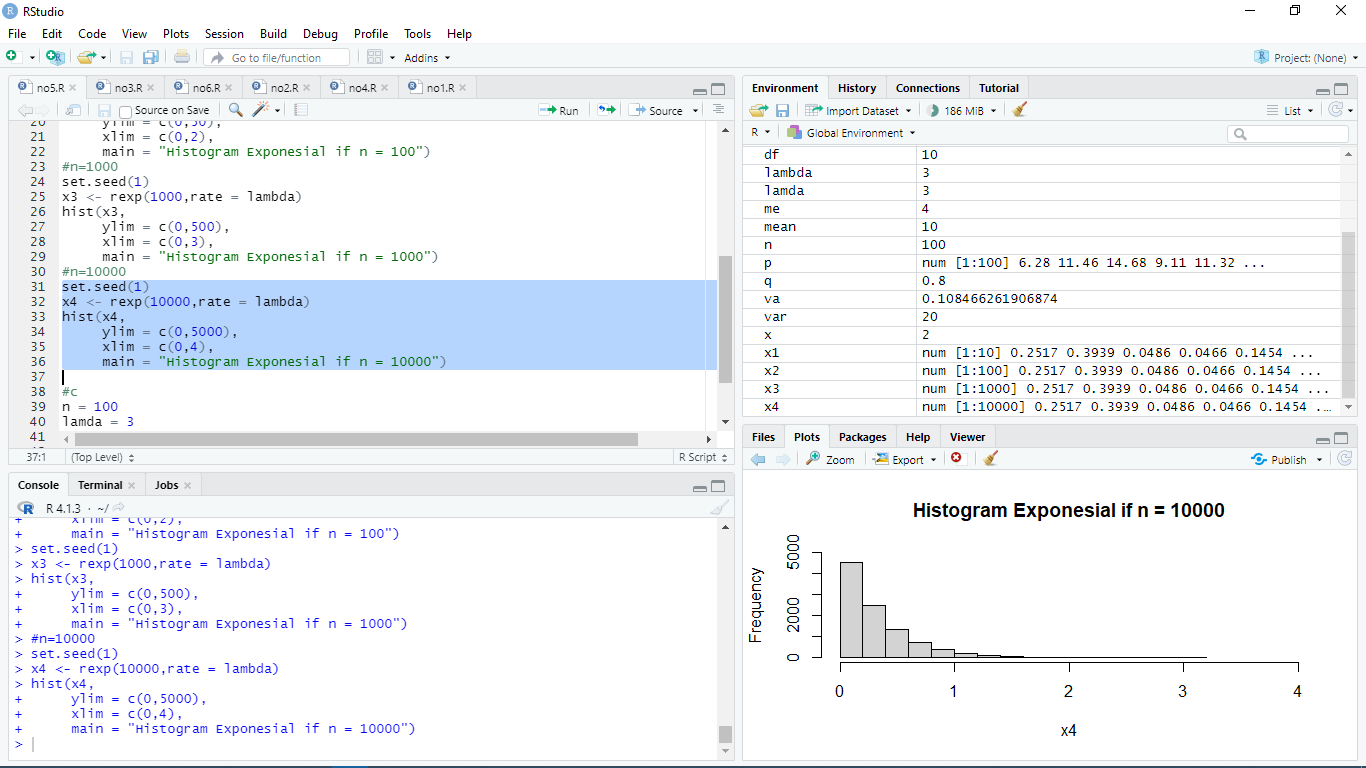 RStudio
File Edit Code View Plots Session Build Debug Profile Tools Help
Go to file/function Addins Project: (None)
no5.R no3.R no6.R no2.R no4.R no1.R
Source on Save Run Source
20 ylim = c(0,50),
21 xlim = c(0,2),
22 main = "Histogram Exponesial if n = 100")
23 #n=1000
24 set.seed(1)
25 x3 <- rexp(1000,rate = lambda)
26 hist(x3,
27 ylim = c(0,500),
28 xlim = c(0,3),
29 main = "Histogram Exponesial if n = 1000")
30 #n=10000
31 set.seed(1)
32 x4 <- rexp(10000,rate = lambda)
33 hist(x4,
34 ylim = c(0,5000),
35 xlim = c(0,4),
36 main = "Histogram Exponesial if n = 10000")
37
38 #c
39 n = 100
40 lamda = 3
41
37:1 (Top Level) R Script
Console Terminal Jobs
R 4.1.3 · ~/
+ xlim = c(0,2),
+ main = "Histogram Exponesial if n = 100")
> set.seed(1)
> x3 <- rexp(1000,rate = lambda)
> hist(x3,
+ ylim = c(0,500),
+ xlim = c(0,3),
+ main = "Histogram Exponesial if n = 1000")
> #n=10000
> set.seed(1)
> x4 <- rexp(10000,rate = lambda)
> hist(x4,
+ ylim = c(0,5000),
+ xlim = c(0,4),
+ main = "Histogram Exponesial if n = 10000")
>
Environment History Connections Tutorial
Import Dataset 186 MiB List
R Global Environment
df 10
lambda 3
lamda 3
me 4
mean 10
n 100
p num [1:100] 6.28 11.46 14.68 9.11 11.32 ...
q 0.8
va 0.108466261906874
var 20
x 2
x1 num [1:10] 0.2517 0.3939 0.0486 0.0466 0.1454 ...
x2 num [1:100] 0.2517 0.3939 0.0486 0.0466 0.1454 ...
x3 num [1:1000] 0.2517 0.3939 0.0486 0.0466 0.1454 ...
x4 num [1:10000] 0.2517 0.3939 0.0486 0.0466 0.1454 ...
Files Plots Packages Help Viewer
Zoom Export Publish
Histogram Exponesial if n = 10000
Frequency
5000
2000
0
0 1 2 3 4
x4